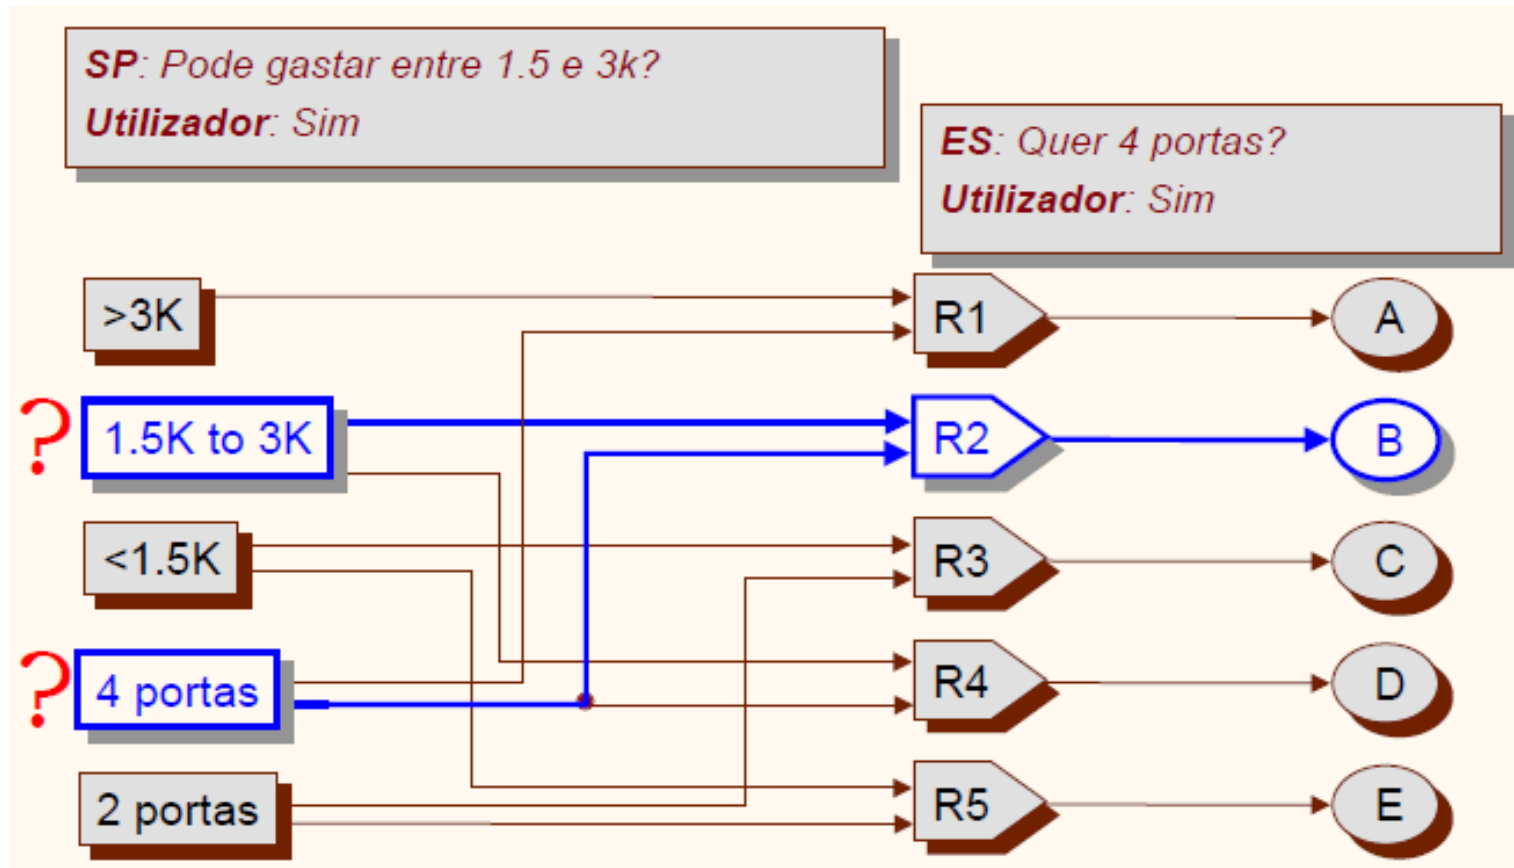 SP: Pode gastar entre 1.5 e 3k?
Utilizador: Sim
ES: Quer 4 portas?
Utilizador: Sim
>3K
R1
A
?
1.5K to 3K
R2
B
<1.5K
R3
C
?
4 portas
R4
D
2 portas
R5
E